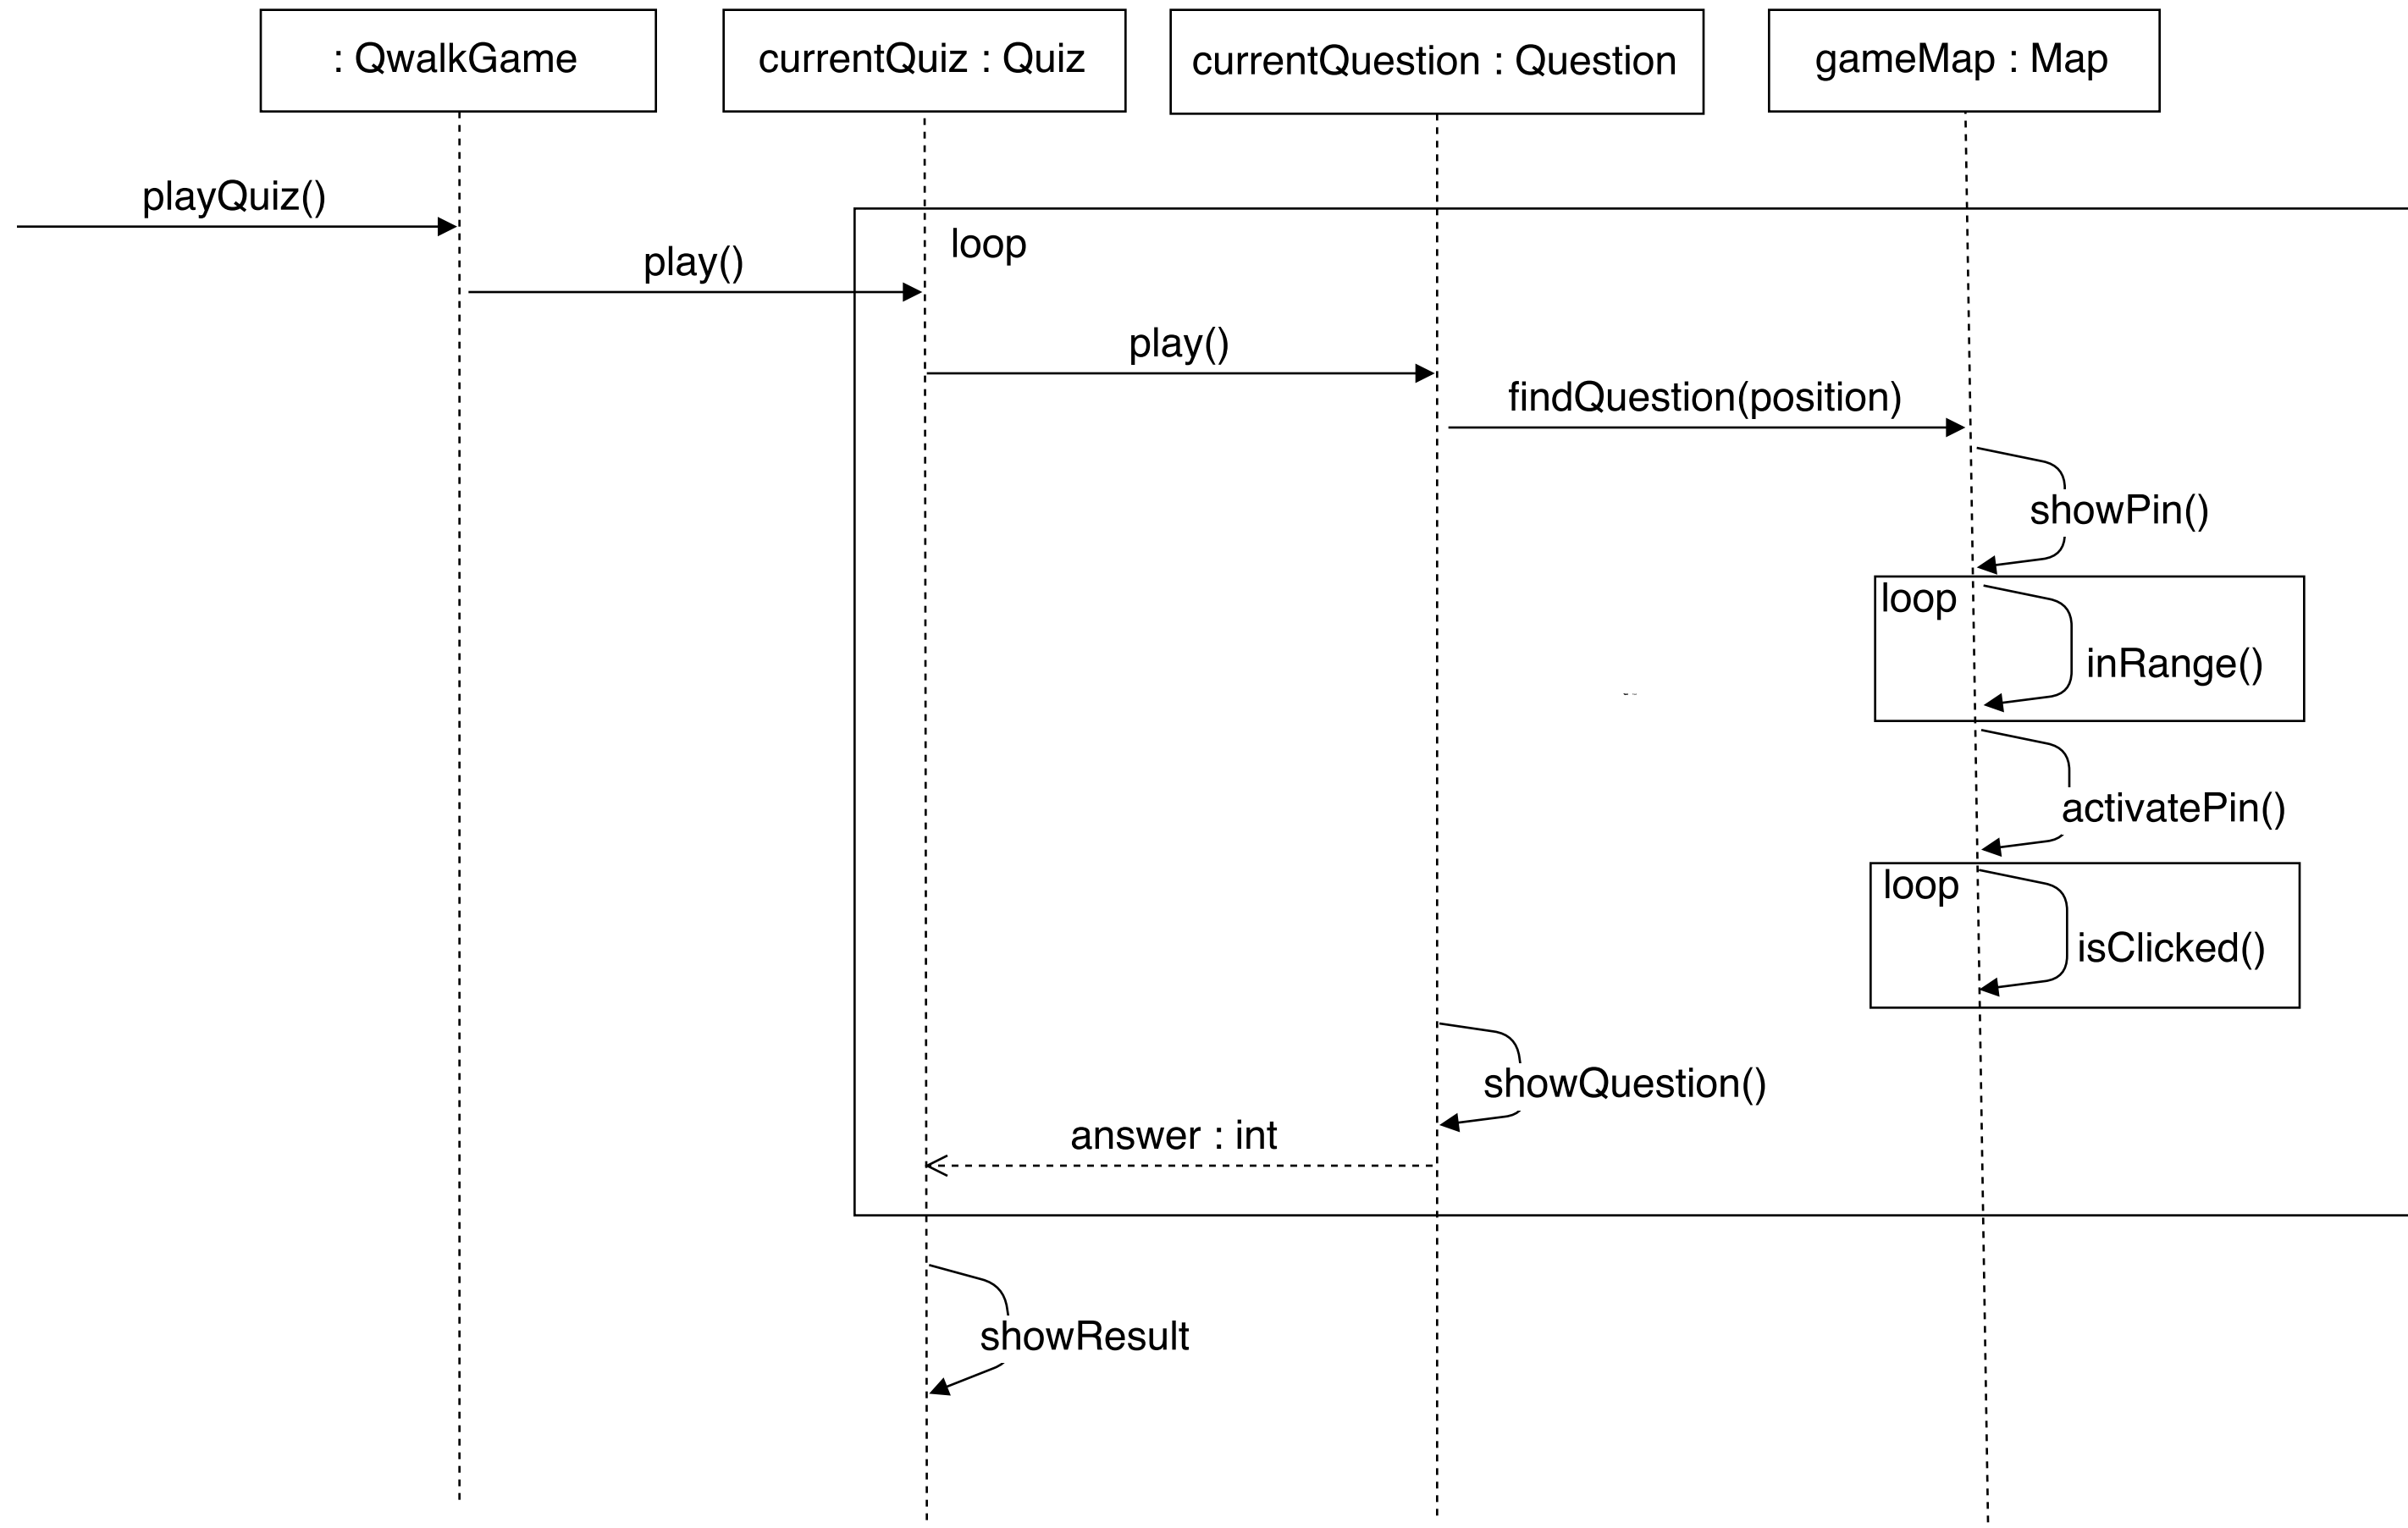 : QwalkGame
currentQuiz : Quiz
currentQuestion : Question
gameMap : Map
playQuiz()
play()
loop
play()
findQuestion(position)
showPin()
loop
inRange()
activatePin()
loop
isClicked()
showQuestion()
answer : int
showResult